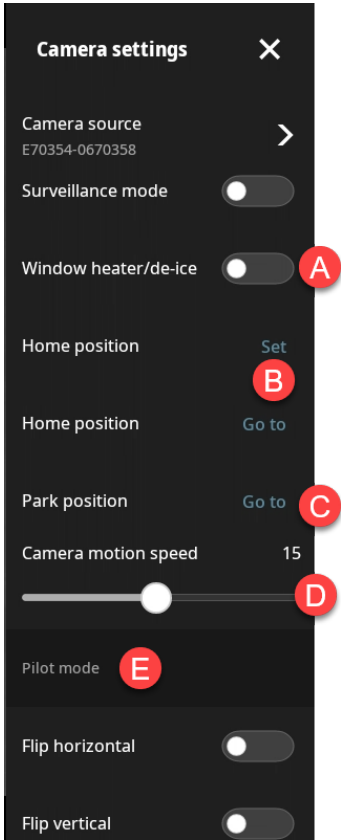 Camera settings
Camera source
E70354-0670358
Surveillance mode
Window heater/de-ice A
Home position Set
B
Home position Go to
Park position Go to C
Camera motion speed 15
D
Pilot mode E
Flip horizontal
Flip vertical